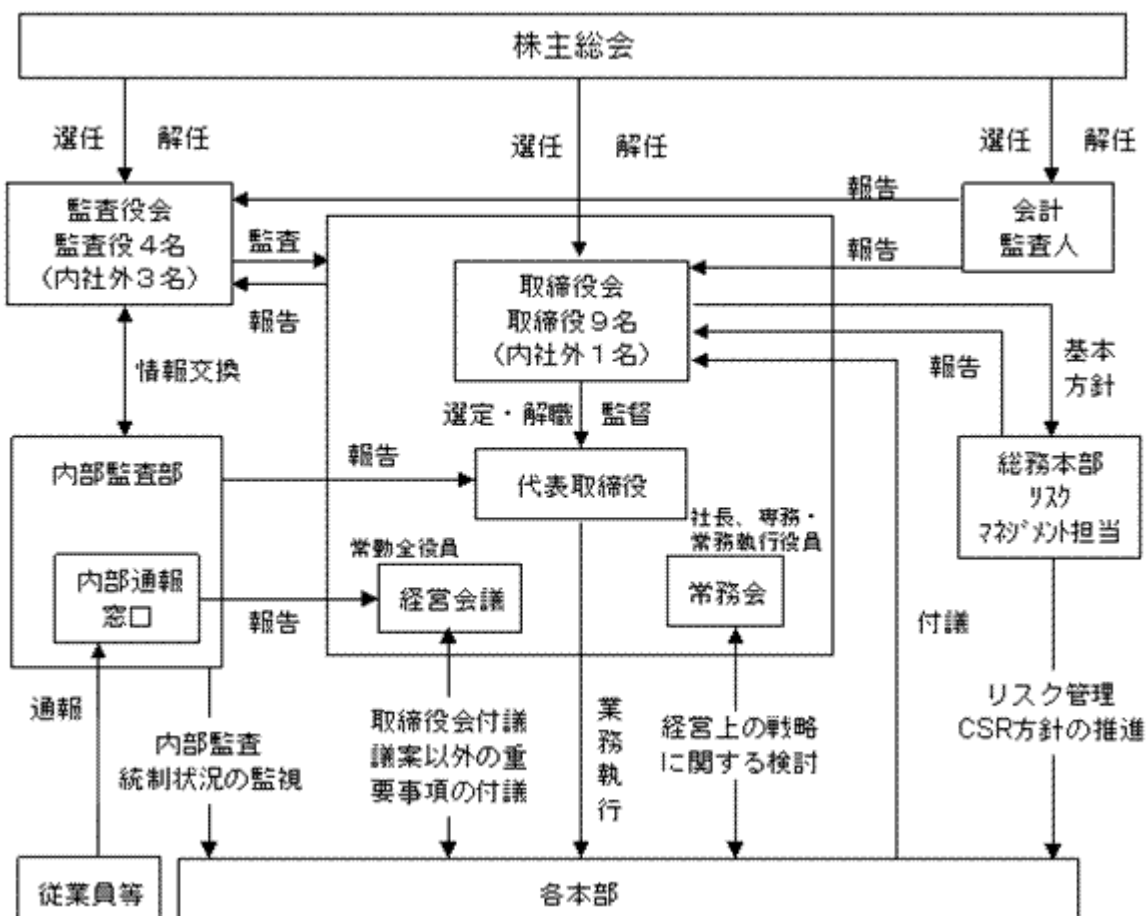 株主総会
選任 解任
選任 解任
選任 解任
監査役会
監査役４名
（内社外３名）
監査
報告
報告
報告
会計
監査人
取締役会
取締役９名
（内社外１名）
情報交換
報告
基本
方針
選定・解職 監督
内部監査部
報告
代表取締役
総務本部
リスク
マネジメント担当
社長、専務・
常務執行役員
常勤全役員
内部通報
窓口
報告
経営会議
常務会
付議
通報
内部監査
統制状況の監視
取締役会付議
議案以外の重
要事項の付議
業
務
執
行
経営上の戦略
に関する検討
リスク管理
CSR方針の推進
従業員等
各本部